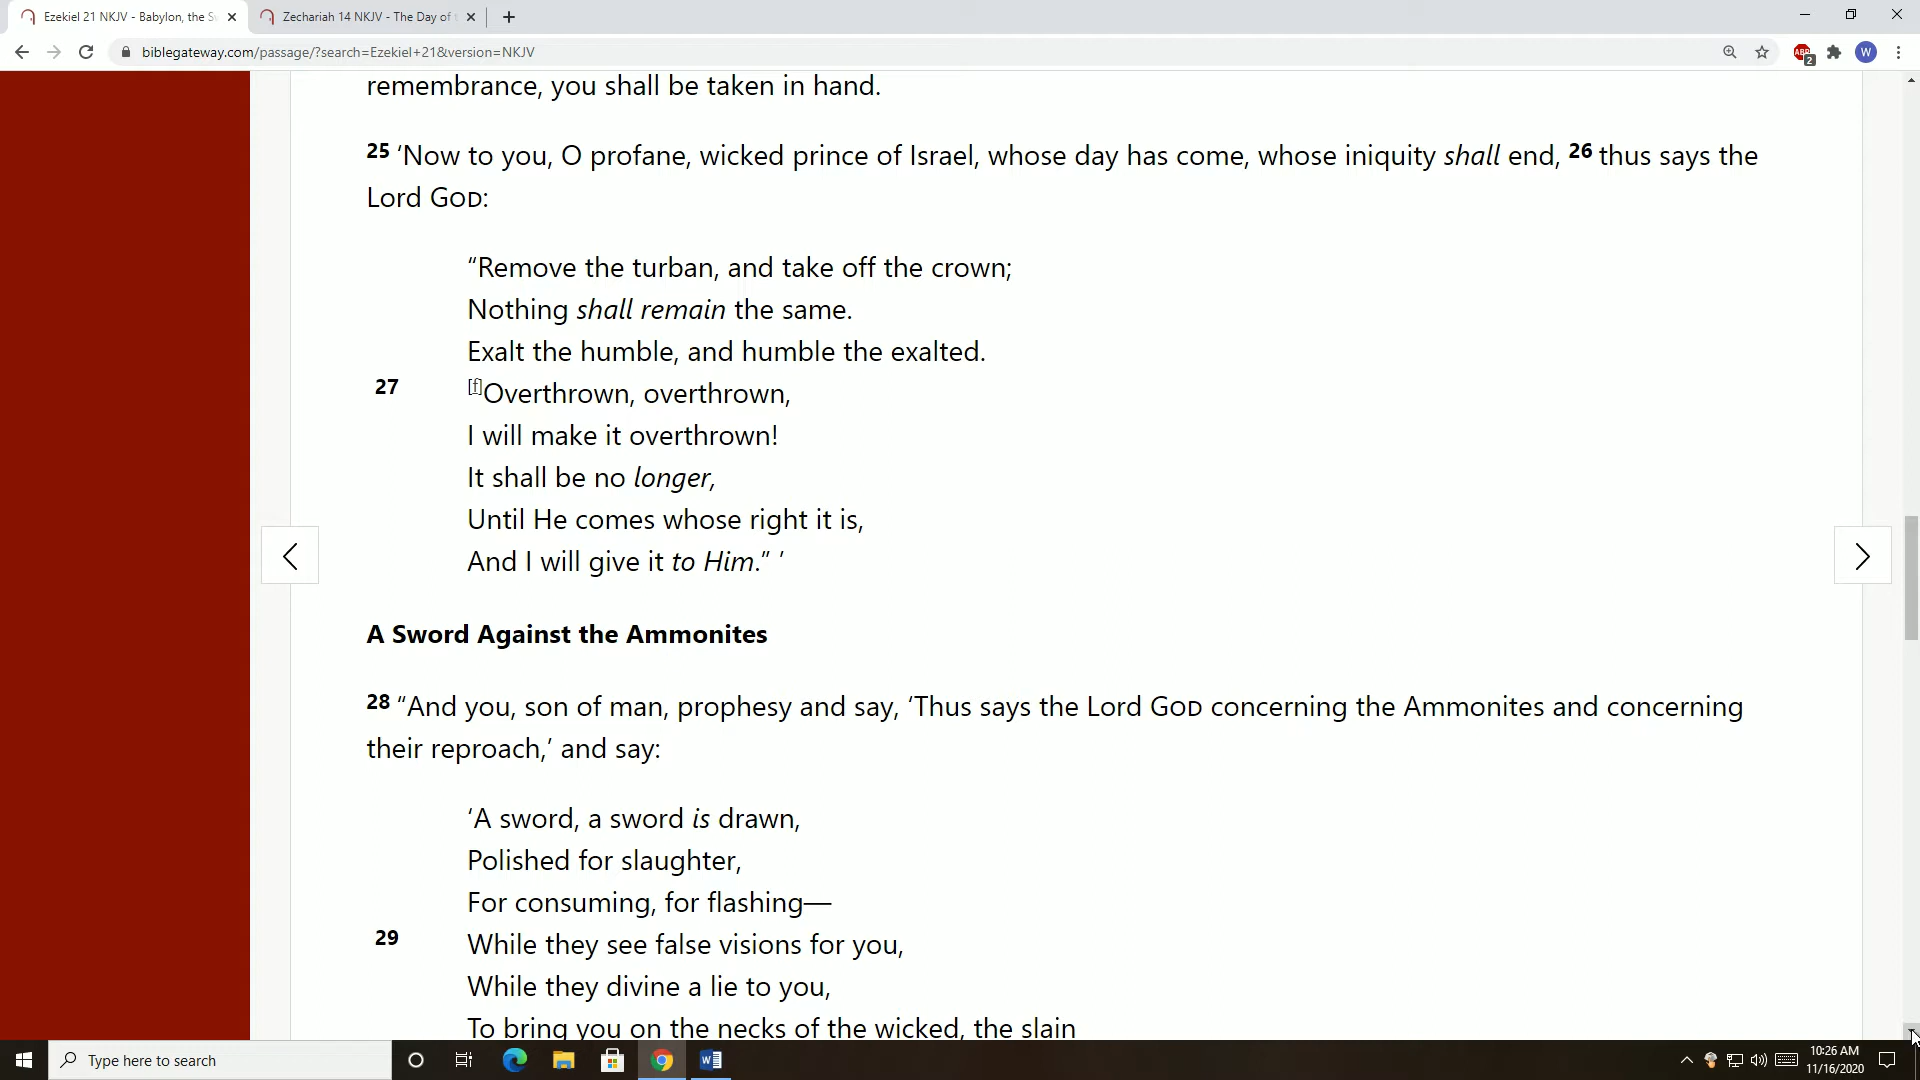 Ezekiel 21 NKJV - Babylon, the S
Zechariah 14 NKJV - The Day of t
biblegateway.com/passage/?search=Ezekiel+21&version=NKJV
ABP
2
W
remembrance, you shall be taken in hand.
25 ‘Now to you, O profane, wicked prince of Israel, whose day has come, whose iniquity shall end, 26 thus says the
Lord GOD:
“Remove the turban, and take off the crown;
Nothing shall remain the same.
Exalt the humble, and humble the exalted.
27 [f]Overthrown, overthrown,
I will make it overthrown!
It shall be no longer,
Until He comes whose right it is,
And I will give it to Him.” ’
A Sword Against the Ammonites
28 “And you, son of man, prophesy and say, ‘Thus says the Lord GOD concerning the Ammonites and concerning
their reproach,’ and say:
‘A sword, a sword is drawn,
Polished for slaughter,
For consuming, for flashing—
29 While they see false visions for you,
While they divine a lie to you,
To bring you on the necks of the wicked, the slain
Type here to search
10:26 AM
11/16/2020